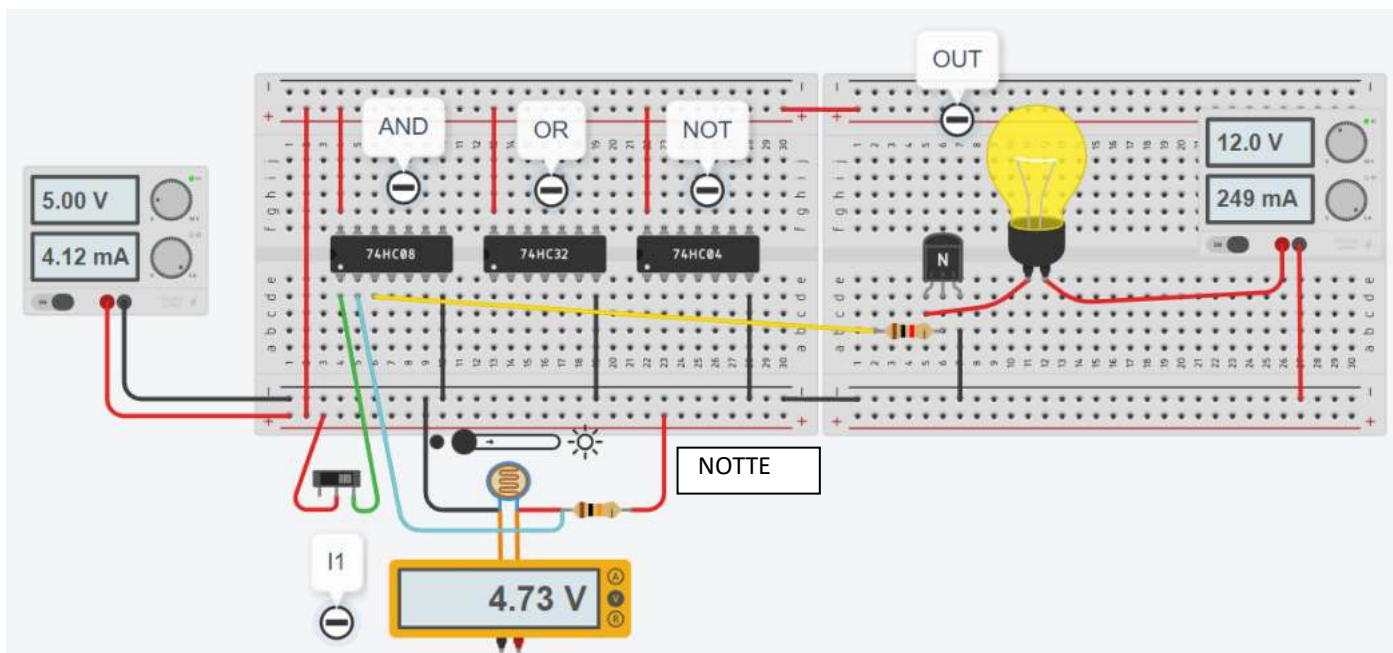 OUT
AND
OR
NOT
12.0 V
249 mA
5.00 V
4.12 mA
74HC08
74HC32
74HC04
N
NOTTE
I1
4.73 V
A
V
R